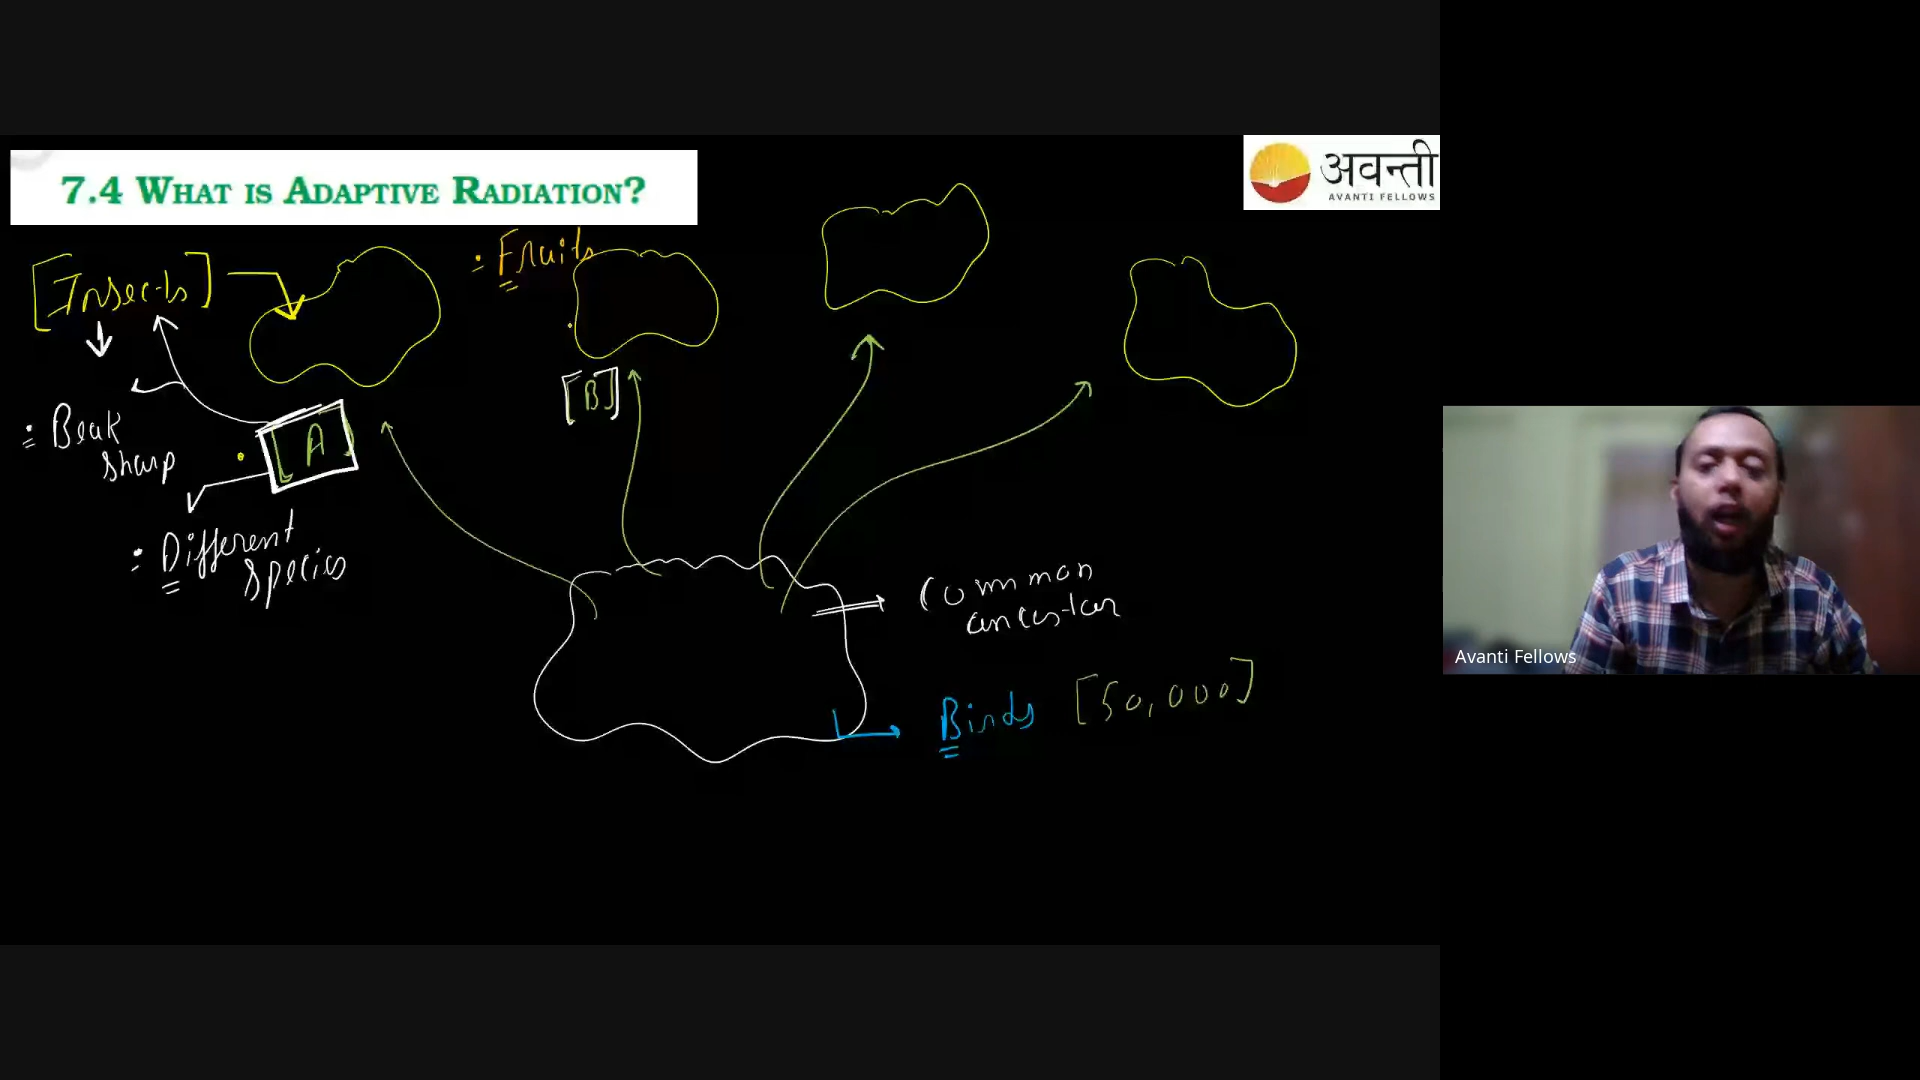 7.4 WHAT IS ADAPTIVE RADIATION?
अवन्ती
AVANTI FELLOWS
[Insects]
: Fruits
: Beak
sharp
[A]
[B]
: Different
species
Common
ancestor
Birds [50,000]
Avanti Fellows